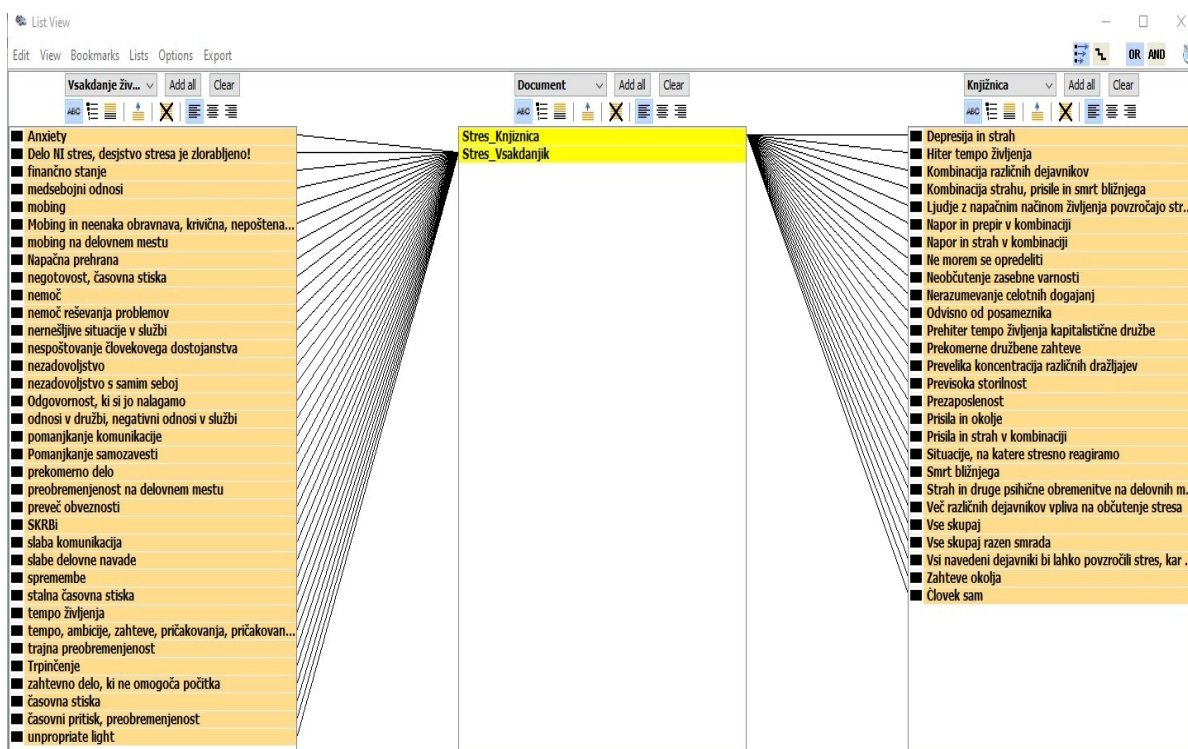 List View
Edit View Bookmarks Lists Options Export
OR AND
Vsakdanje živ... Add all Clear
Document Add all Clear
Knjižnica Add all Clear
ABC
ABC
ABC
Anxiety
Delo NI stres, desjstvo stresa je zlorabljeno!
finančno stanje
medsebojni odnosi
mobing
Mobing in neenaka obravnava, krivična, nepoštena...
mobing na delovnem mestu
Napačna prehrana
negotovost, časovna stiska
nemoč
nemoč reševanja problemov
nernešljive situacije v službi
nespoštovanje človekovega dostojanstva
nezadovoljstvo
nezadovoljstvo s samim seboj
Odgovornost, ki si jo nalagamo
odnosi v družbi, negativni odnosi v službi
pomanjkanje komunikacije
Pomanjkanje samozavesti
prekomerno delo
preobremenjenost na delovnem mestu
preveč obveznosti
SKRBi
slaba komunikacija
slabe delovne navade
spremembe
stalna časovna stiska
tempo življenja
tempo, ambicije, zahteve, pričakovanja, pričakovan...
trajna preobremenjenost
Trpinčenje
zahtevno delo, ki ne omogoča počitka
časovna stiska
časovni pritisk, preobremenjenost
unpropriate light
Stres_Knjiznica
Stres_Vsakdanjik
Depresija in strah
Hiter tempo življenja
Kombinacija različnih dejavnikov
Kombinacija strahu, prisile in smrt bližnjega
Ljudje z napačnim načinom življenja povzročajo str..
Napor in prepir v kombinaciji
Napor in strah v kombinaciji
Ne morem se opredeliti
Neobčutenje zasebne varnosti
Nerazumevanje celotnih dogajanj
Odvisno od posameznika
Prehiter tempo življenja kapitalistične družbe
Prekomerne družbene zahteve
Prevelika koncentracija različnih dražljajev
Previsoka storilnost
Prezaposlenost
Prisila in okolje
Prisila in strah v kombinaciji
Situacije, na katere stresno reagiramo
Smrt bližnjega
Strah in druge psihične obremenitve na delovnih m..
Več različnih dejavnikov vpliva na občutenje stresa
Vse skupaj
Vse skupaj razen smrada
Vsi navedeni dejavniki bi lahko povzročili stres, kar .
Zahteve okolja
Človek sam